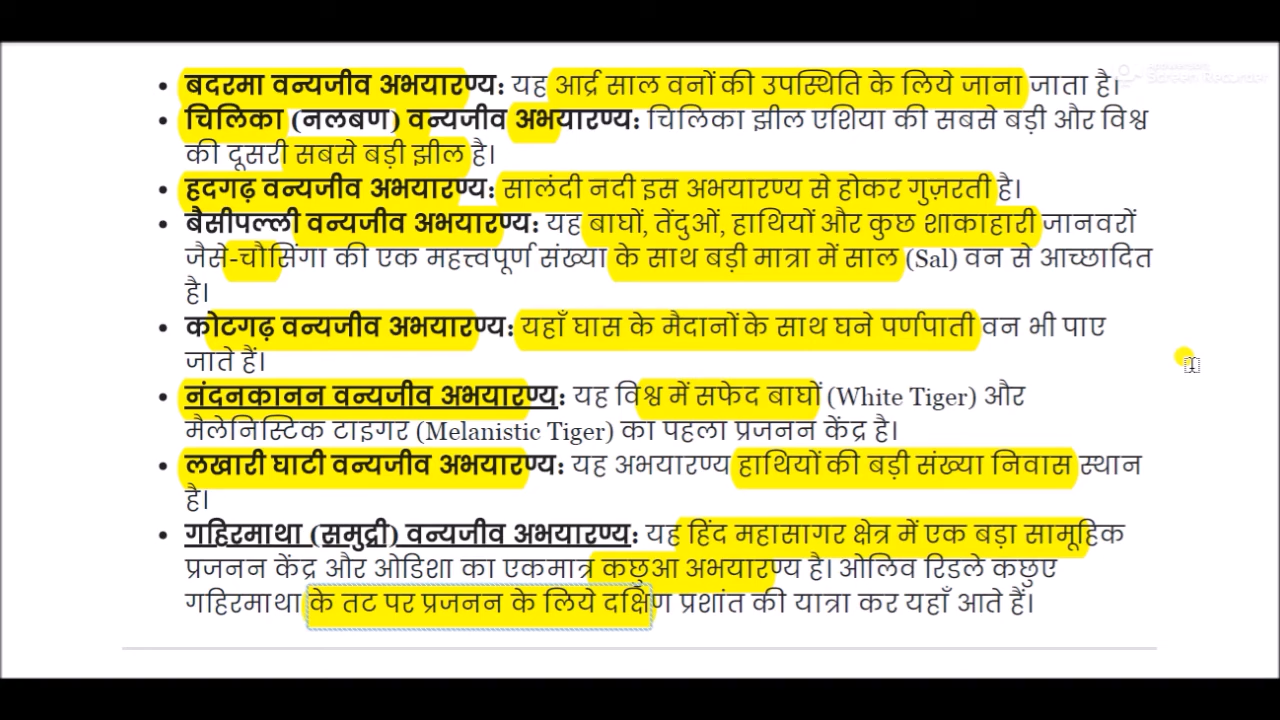 • बदरमा वन्यजीव अभयारण्य: यह आर्द्र साल वनों की उपस्थिति के लिये जाना जाता है।
• चिलिका (नलबण) वन्यजीव अभयारण्य: चिलिका झील एशिया की सबसे बड़ी और विश्व
की दूसरी सबसे बड़ी झील है।
• हदगढ़ वन्यजीव अभयारण्य: सालंदी नदी इस अभयारण्य से होकर गुज़रती है।
• बैसीपल्ली वन्यजीव अभयारण्य: यह बाघों, तेंदुओं, हाथियों और कुछ शाकाहारी जानवरों
जैसे-चौसिंगा की एक महत्त्वपूर्ण संख्या के साथ बड़ी मात्रा में साल (Sal) वन से आच्छादित
है।
• कोटगढ़ वन्यजीव अभयारण्य: यहाँ घास के मैदानों के साथ घने पर्णपाती वन भी पाए
जाते हैं।
• नंदनकानन वन्यजीव अभयारण्य: यह विश्व में सफेद बाघों (White Tiger) और
मैलेनिस्टिक टाइगर (Melanistic Tiger) का पहला प्रजनन केंद्र है।
• लखारी घाटी वन्यजीव अभयारण्य: यह अभयारण्य हाथियों की बड़ी संख्या निवास स्थान
है।
• गहिरमाथा (समुद्री) वन्यजीव अभयारण्य: यह हिंद महासागर क्षेत्र में एक बड़ा सामूहिक
प्रजनन केंद्र और ओडिशा का एकमात्र कछुआ अभयारण्य है। ओलिव रिडले कछुए
गहिरमाथा के तट पर प्रजनन के लिये दक्षिण प्रशांत की यात्रा कर यहाँ आते हैं।
Screen Recorder